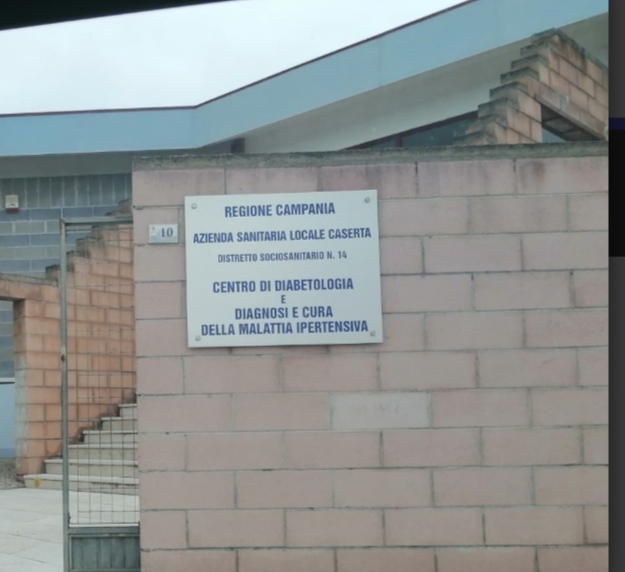 REGIONE CAMPANIA
AZIENDA SANITARIA LOCALE CASERTA
DISTRETTO SOCIOSANITARIO N. 14
CENTRO DI DIABETOLOGIA
E
DIAGNOSI E CURA
DELLA MALATTIA IPERTENSIVA
10